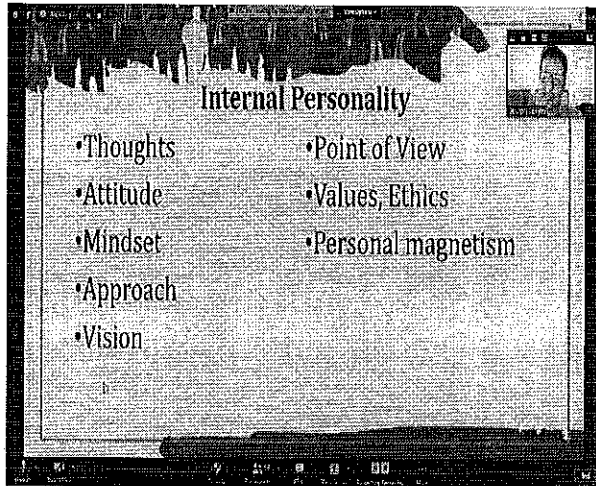 Internal Personality
•Thoughts
•Attitude
•Mindset
•Approach
•Vision
•Point of View
•Values, Ethics
•Personal magnetism